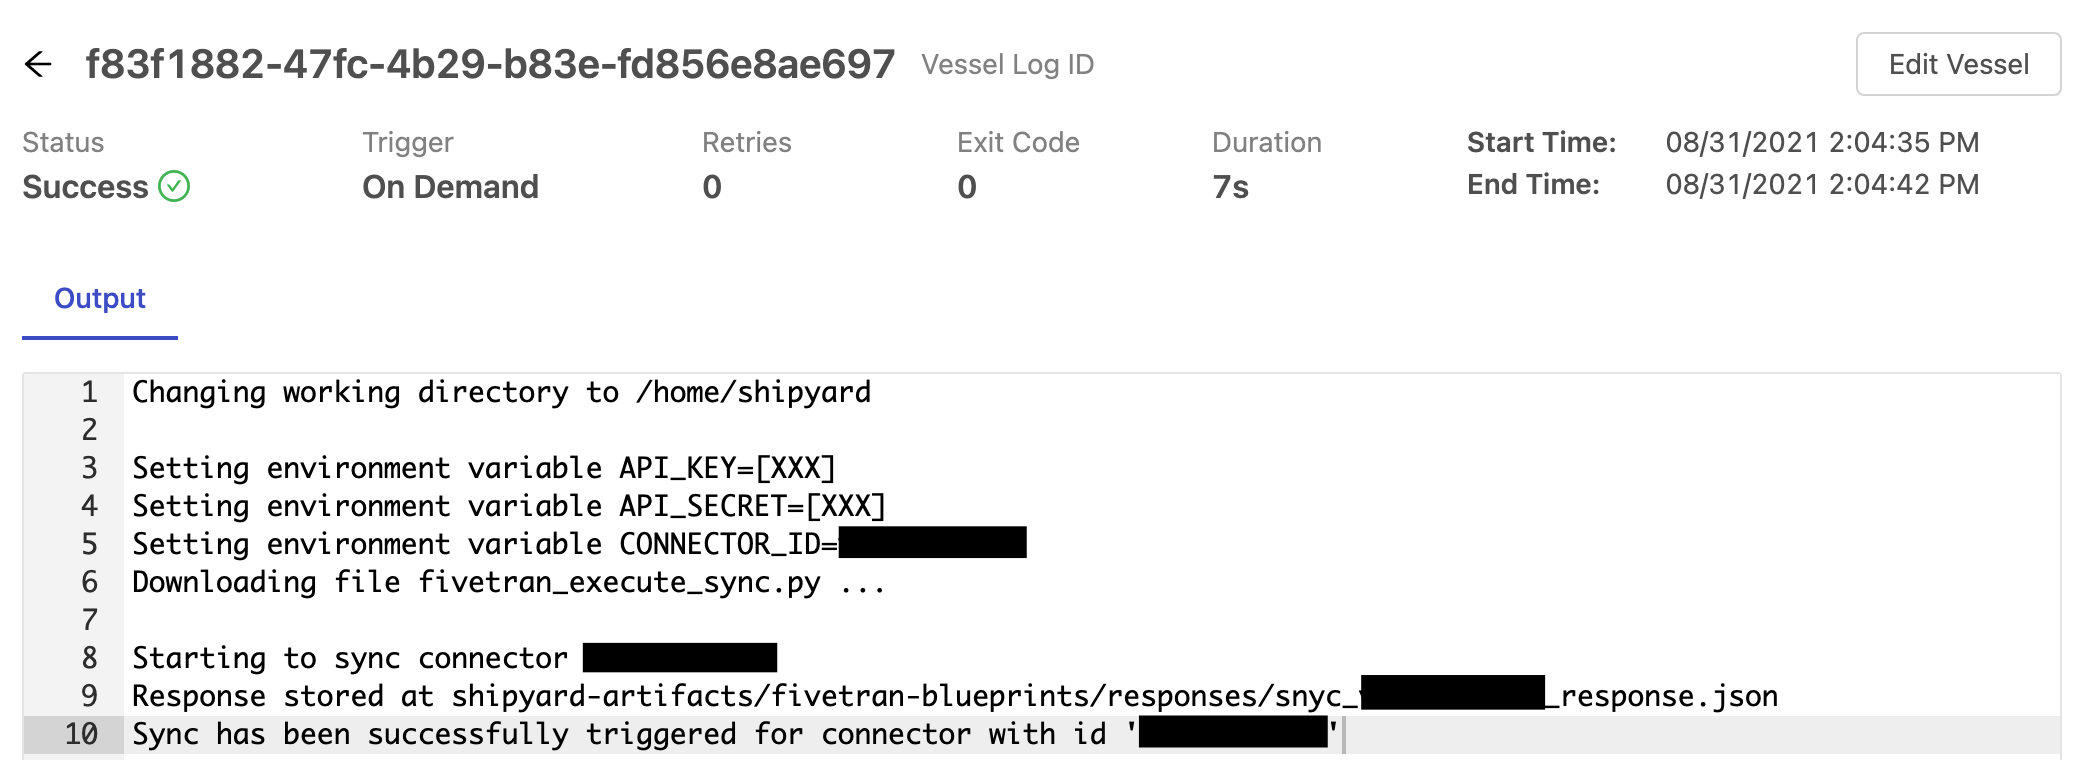 f83f1882-47fc-4b29-b83e-fd856e8ae697 Vessel Log ID Edit Vessel
Status Trigger Retries Exit Code Duration Start Time: 08/31/2021 2:04:35 PM
Success On Demand 0 0 7s End Time: 08/31/2021 2:04:42 PM
Output
1 Changing working directory to /home/shipyard
2
3 Setting environment variable API_KEY=[XXX]
4 Setting environment variable API_SECRET=[XXX]
5 Setting environment variable CONNECTOR_ID=
6 Downloading file fivetran_execute_sync.py ...
7
8 Starting to sync connector
9 Response stored at shipyard-artifacts/fivetran-blueprints/responses/snyc_ _response.json
10 Sync has been successfully triggered for connector with id ' '